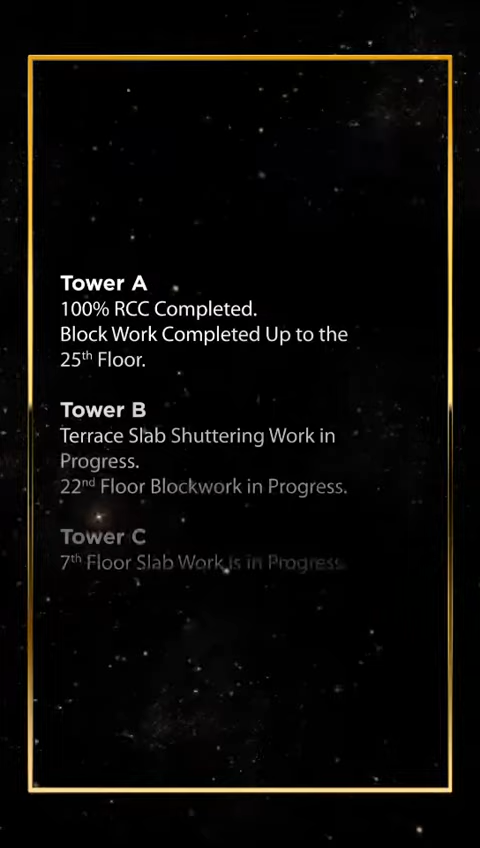 Tower A
100% RCC Completed.
Block Work Completed Up to the
25th Floor.
Tower B
Terrace Slab Shuttering Work in
Progress.
22nd Floor Blockwork in Progress.
Tower C
7th Floor Slab Work is in Progress.